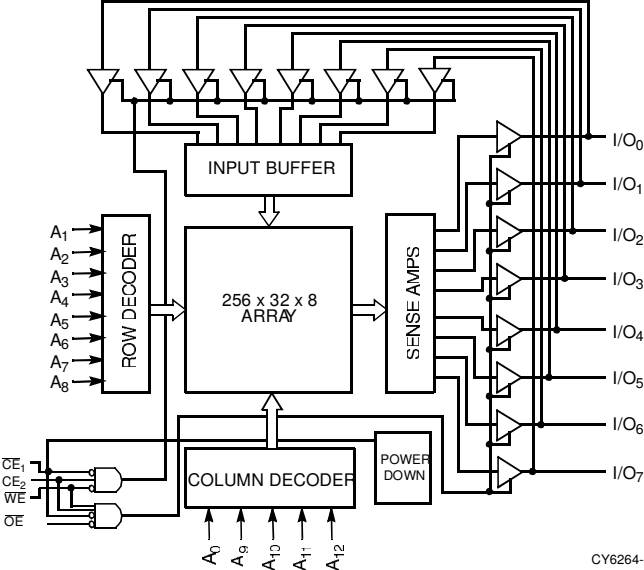 I/O0
INPUT BUFFER
I/O1
A1
A2
A3
A4
A5
A6
A7
A8
ROW DECODER
256 x 32 x 8
ARRAY
SENSE AMPS
I/O2
I/O3
I/O4
I/O5
I/O6
I/O7
CE1
CE2
WE
OE
COLUMN DECODER
POWER
DOWN
A0
A9
A10
A11
A12
CY6264-